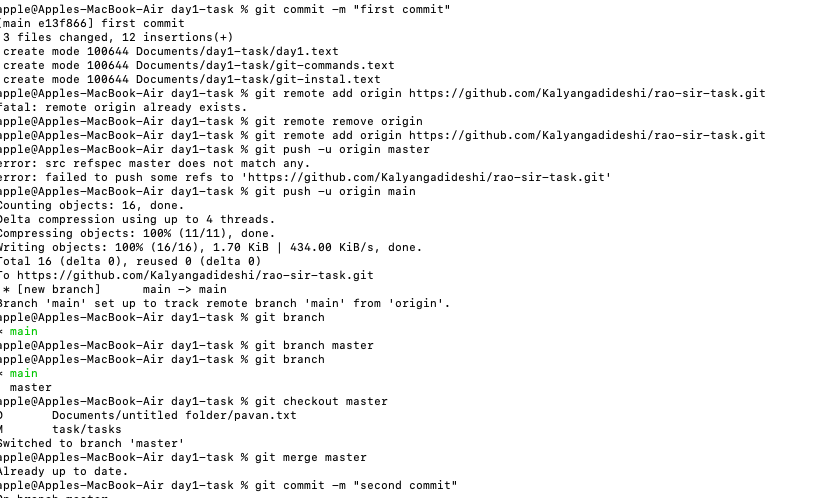 apple@Apples-MacBook-Air day1-task % git commit -m "first commit"
[main e13f866] first commit
3 files changed, 12 insertions(+)
create mode 100644 Documents/day1-task/day1.text
create mode 100644 Documents/day1-task/git-commands.text
create mode 100644 Documents/day1-task/git-instal.text
apple@Apples-MacBook-Air day1-task % git remote add origin https://github.com/Kalyangadideshi/rao-sir-task.git
fatal: remote origin already exists.
apple@Apples-MacBook-Air day1-task % git remote remove origin
apple@Apples-MacBook-Air day1-task % git remote add origin https://github.com/Kalyangadideshi/rao-sir-task.git
apple@Apples-MacBook-Air day1-task % git push -u origin master
error: src refspec master does not match any.
error: failed to push some refs to 'https://github.com/Kalyangadideshi/rao-sir-task.git'
apple@Apples-MacBook-Air day1-task % git push -u origin main
Counting objects: 16, done.
Delta compression using up to 4 threads.
Compressing objects: 100% (11/11), done.
Writing objects: 100% (16/16), 1.70 KiB | 434.00 KiB/s, done.
Total 16 (delta 0), reused 0 (delta 0)
To https://github.com/Kalyangadideshi/rao-sir-task.git
* [new branch]      main -> main
Branch 'main' set up to track remote branch 'main' from 'origin'.
apple@Apples-MacBook-Air day1-task % git branch
* main
apple@Apples-MacBook-Air day1-task % git branch master
apple@Apples-MacBook-Air day1-task % git branch
* main
master
apple@Apples-MacBook-Air day1-task % git checkout master
D       Documents/untitled folder/pavan.txt
M       task/tasks
Switched to branch 'master'
apple@Apples-MacBook-Air day1-task % git merge master
Already up to date.
apple@Apples-MacBook-Air day1-task % git commit -m "second commit"
On branch master